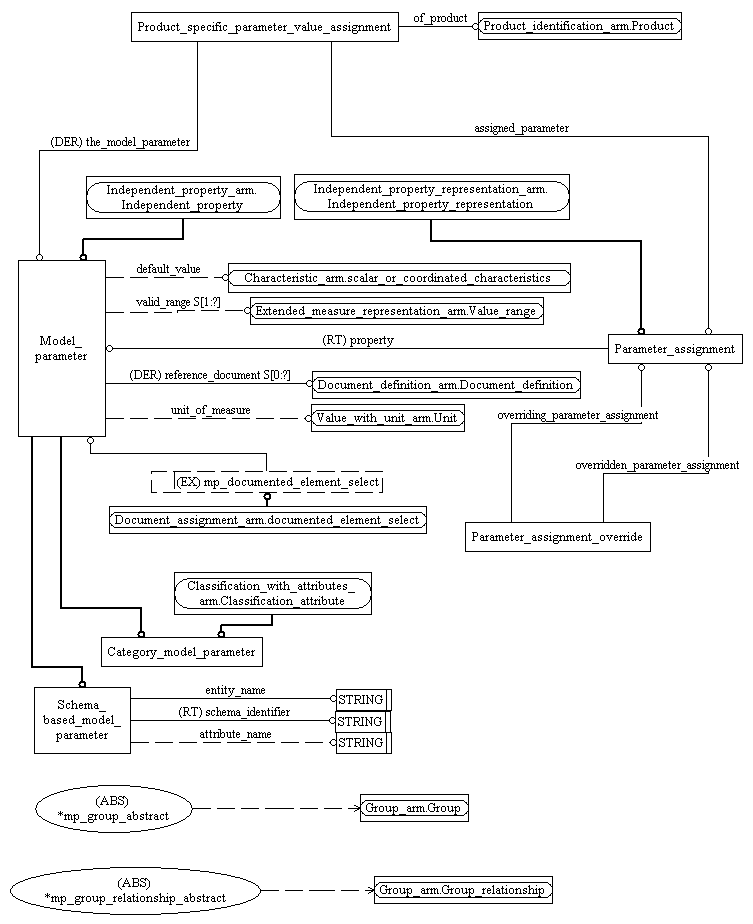 Product_specific_parameter_value_assignment
of_product
Product_identification_arm.Product
(DER) the_model_parameter
assigned_parameter
Independent_property_arm.
Independent_property
Independent_property_representation_arm.
Independent_property_representation
default_value
Characteristic_arm.scalar_or_coordinated_characteristics
valid_range S[1:?]
Extended_measure_representation_arm.Value_range
Model_
parameter
(RT) property
Parameter_assignment
(DER) reference_document S[0:?]
Document_definition_arm.Document_definition
unit_of_measure
Value_with_unit_arm.Unit
overriding_parameter_assignment
overridden_parameter_assignment
(EX) mp_documented_element_select
Document_assignment_arm.documented_element_select
Parameter_assignment_override
Classification_with_attributes_
arm.Classification_attribute
Category_model_parameter
Schema_
based_model_
parameter
entity_name
STRING
(RT) schema_identifier
STRING
attribute_name
STRING
(ABS)
*mp_group_abstract
Group_arm.Group
(ABS)
*mp_group_relationship_abstract
Group_arm.Group_relationship